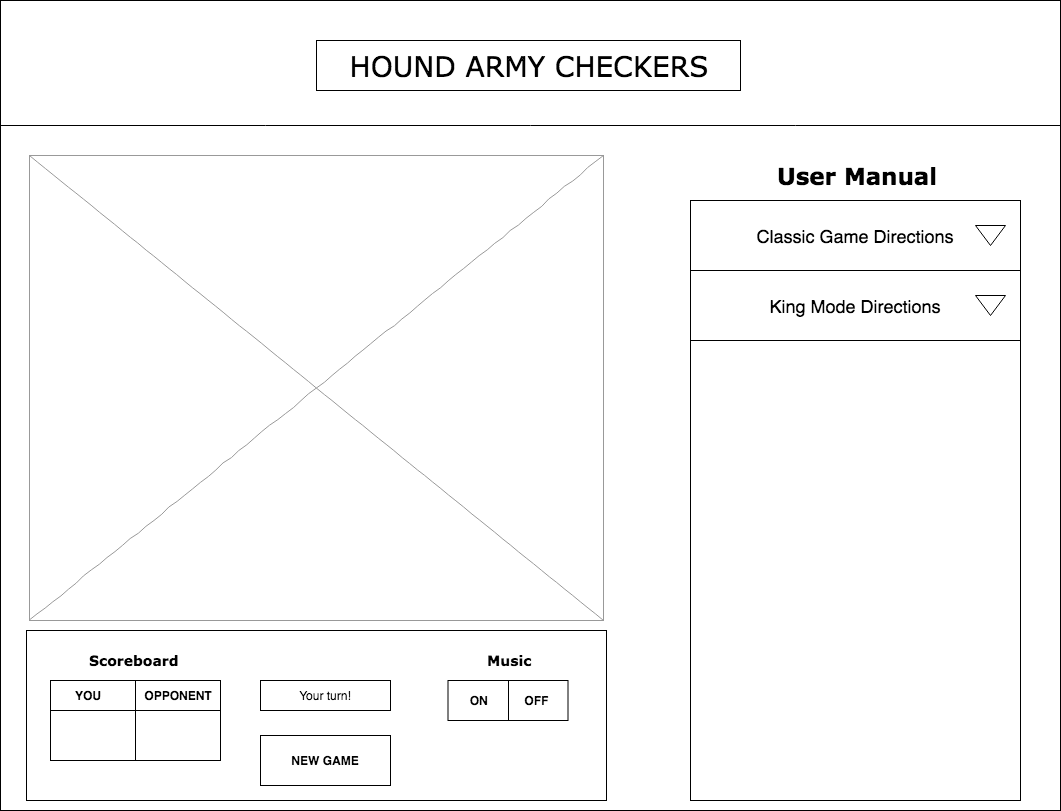 HOUND ARMY CHECKERS
User Manual
Classic Game Directions
King Mode Directions
Scoreboard
YOU
OPPONENT
Your turn!
NEW GAME
Music
ON
OFF